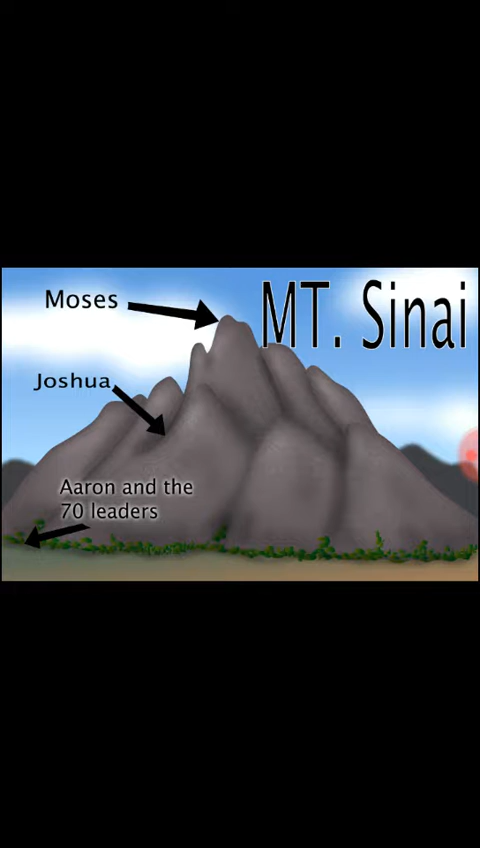 MT. Sinai
Moses
Joshua
Aaron and the
70 leaders